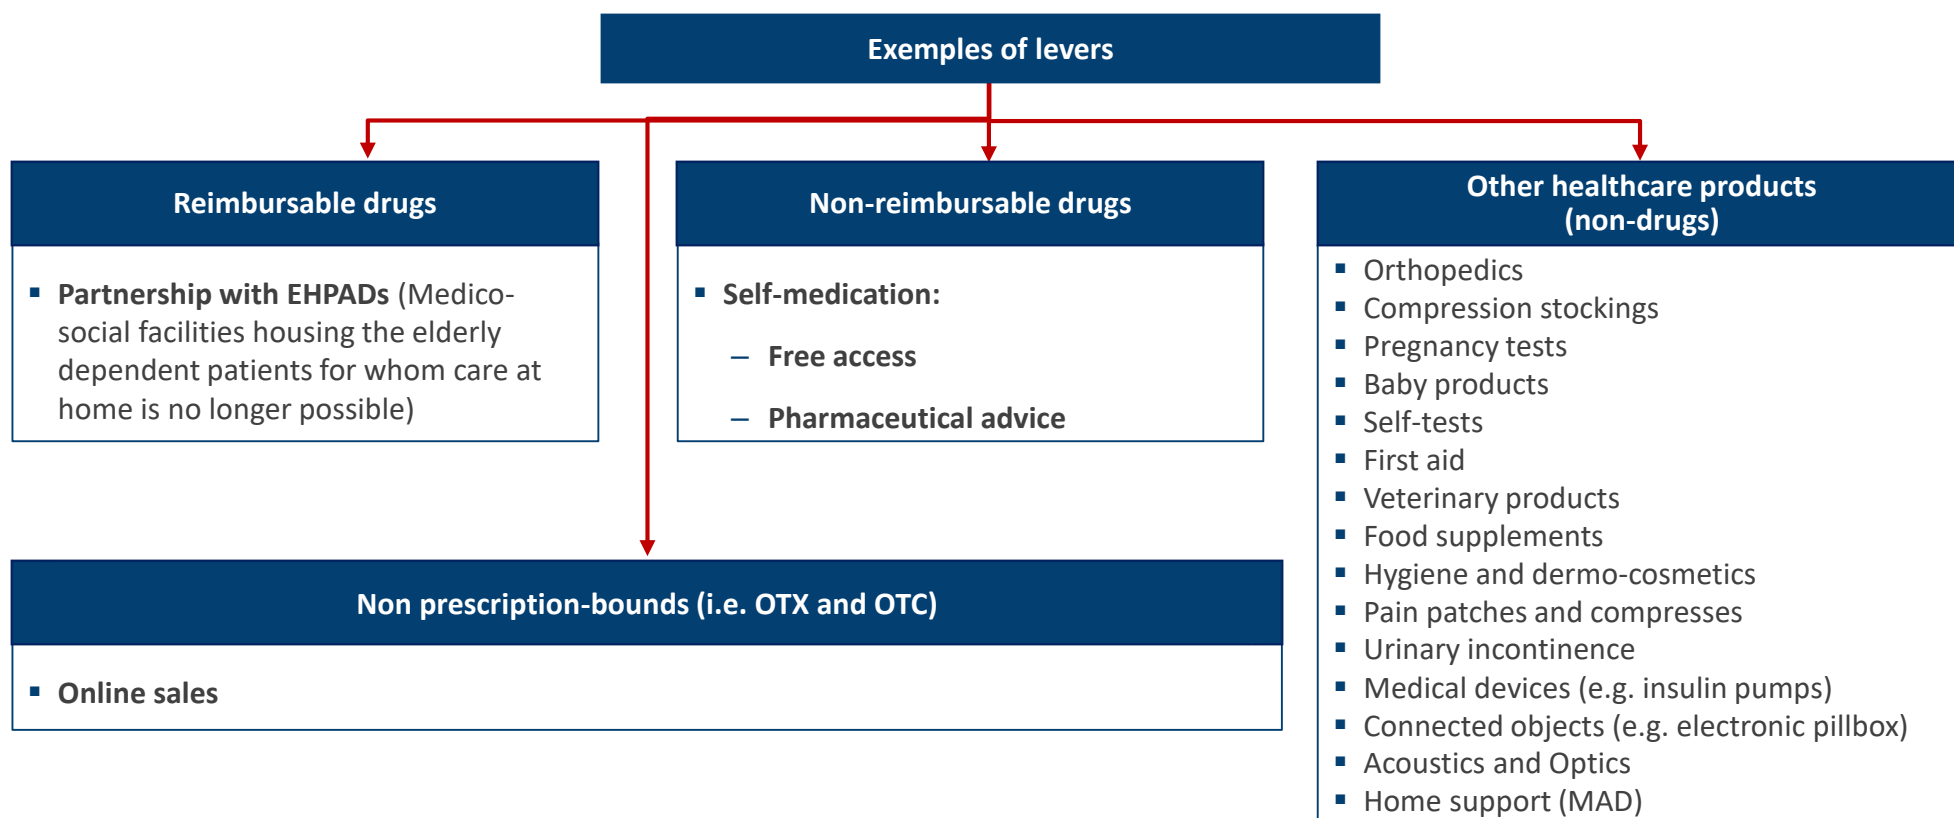 Exemples of levers
Reimbursable drugs
▪ Partnership with EHPADs (Medico-
social facilities housing the elderly
dependent patients for whom care at
home is no longer possible)
Non-reimbursable drugs
▪ Self-medication:
– Free access
– Pharmaceutical advice
Non prescription-bounds (i.e. OTX and OTC)
▪ Online sales
Other healthcare products
(non-drugs)
▪ Orthopedics
▪ Compression stockings
▪ Pregnancy tests
▪ Baby products
▪ Self-tests
▪ First aid
▪ Veterinary products
▪ Food supplements
▪ Hygiene and dermo-cosmetics
▪ Pain patches and compresses
▪ Urinary incontinence
▪ Medical devices (e.g. insulin pumps)
▪ Connected objects (e.g. electronic pillbox)
▪ Acoustics and Optics
▪ Home support (MAD)